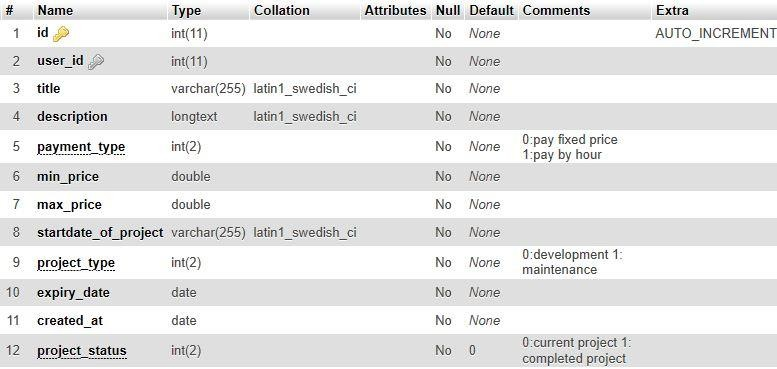 # Name Type Collation Attributes Null Default Comments Extra
1 id int(11) No None AUTO_INCREMENT
2 user_id int(11) No None
3 title varchar(255) latin1_swedish_ci No None
4 description longtext latin1_swedish_ci No None
5 payment_type int(2) No None 0:pay fixed price
1:pay by hour
6 min_price double No None
7 max_price double No None
8 startdate_of_project varchar(255) latin1_swedish_ci No None
9 project_type int(2) No None 0:development 1:
maintenance
10 expiry_date date No None
11 created_at date No None
12 project_status int(2) No 0 0:current project 1:
completed project